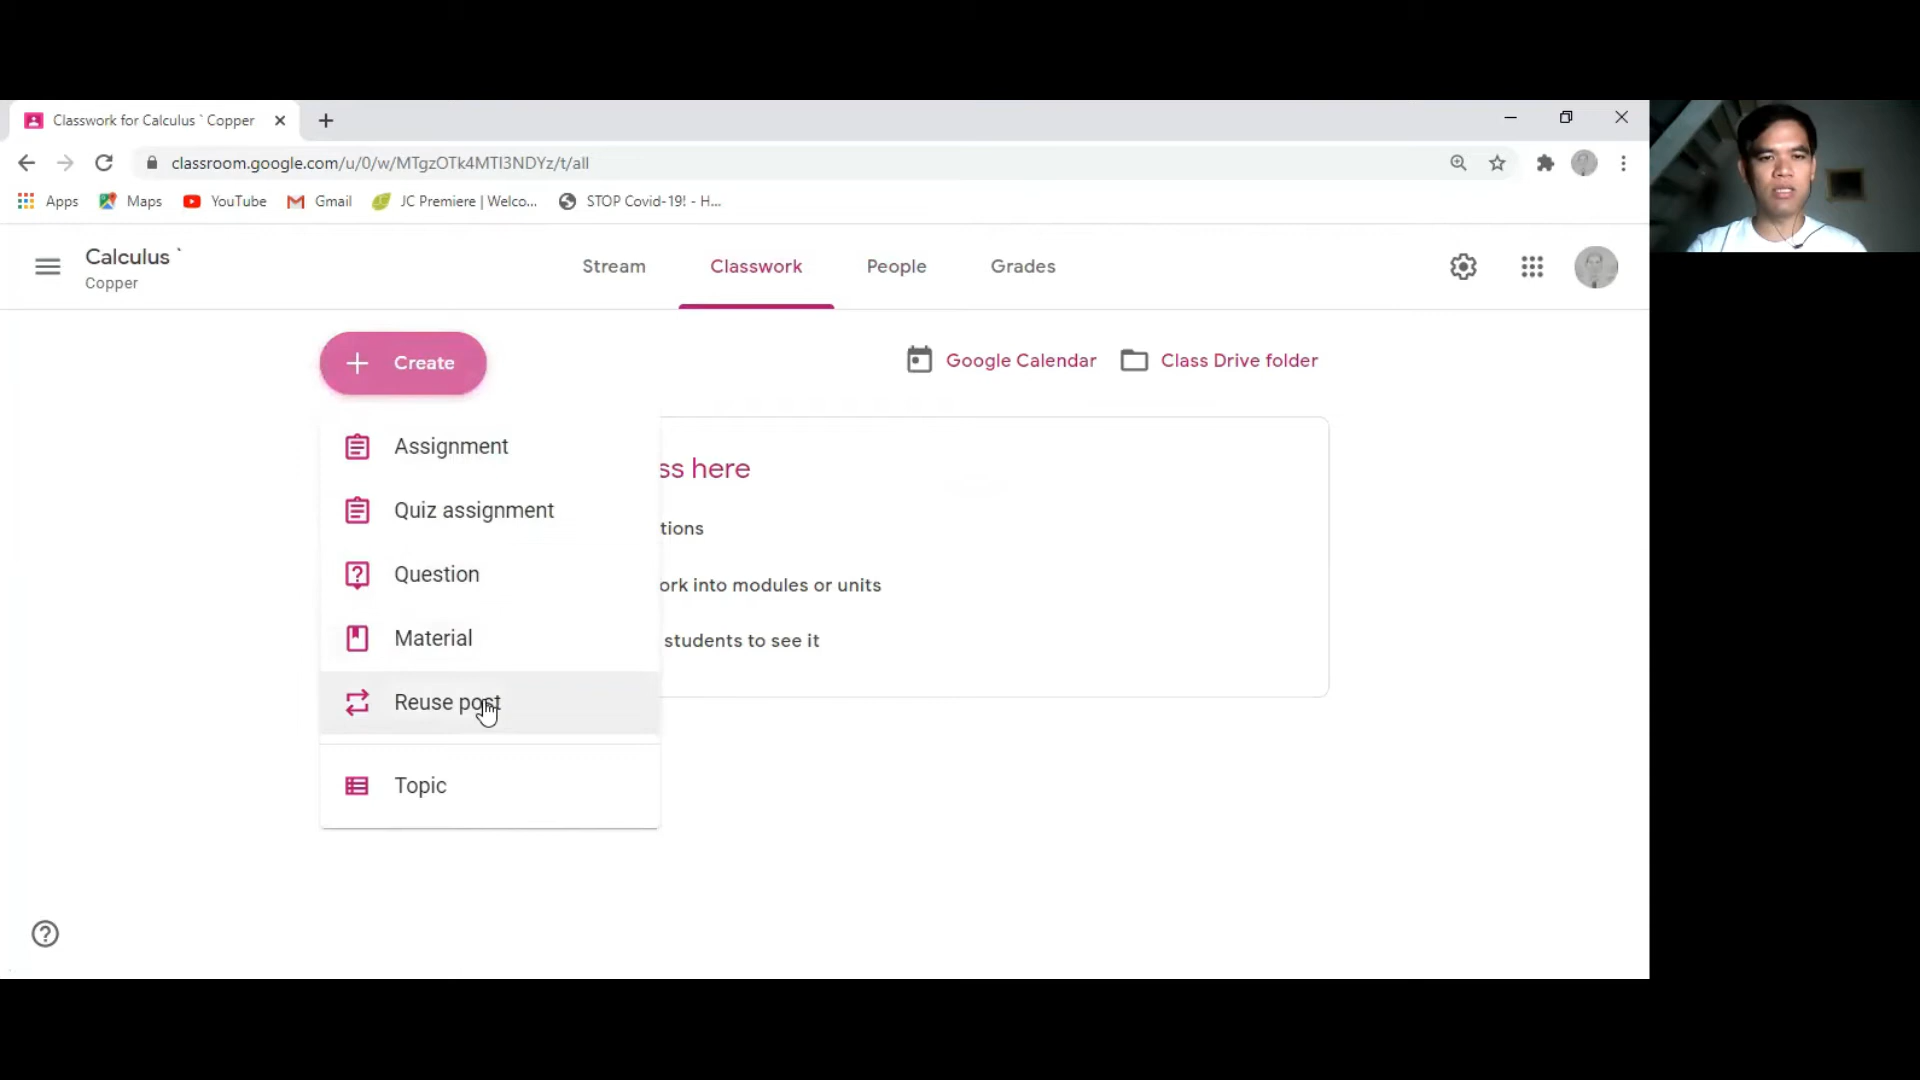 Classwork for Calculus ` Copper
classroom.google.com/u/0/w/MTgzOTk4MTI3NDYz/t/all
Apps Maps YouTube Gmail JC Premiere | Welco... STOP Covid-19! - H...
Calculus `
Copper
Stream Classwork People Grades
Create
Google Calendar Class Drive folder
Assignment
ss here
Quiz assignment
tions
Question
ork into modules or units
Material
students to see it
Reuse post
Topic